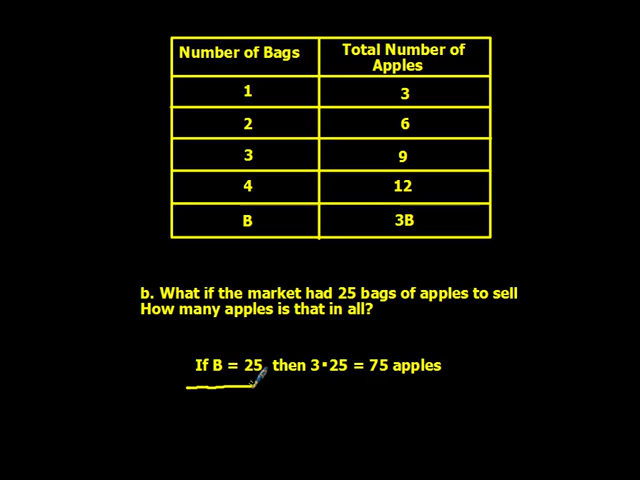 Number of Bags
Total Number of
Apples
1
3
2
6
3
9
4
12
B
3B
b. What if the market had 25 bags of apples to sell
How many apples is that in all?
If B = 25 then 3·25 = 75 apples